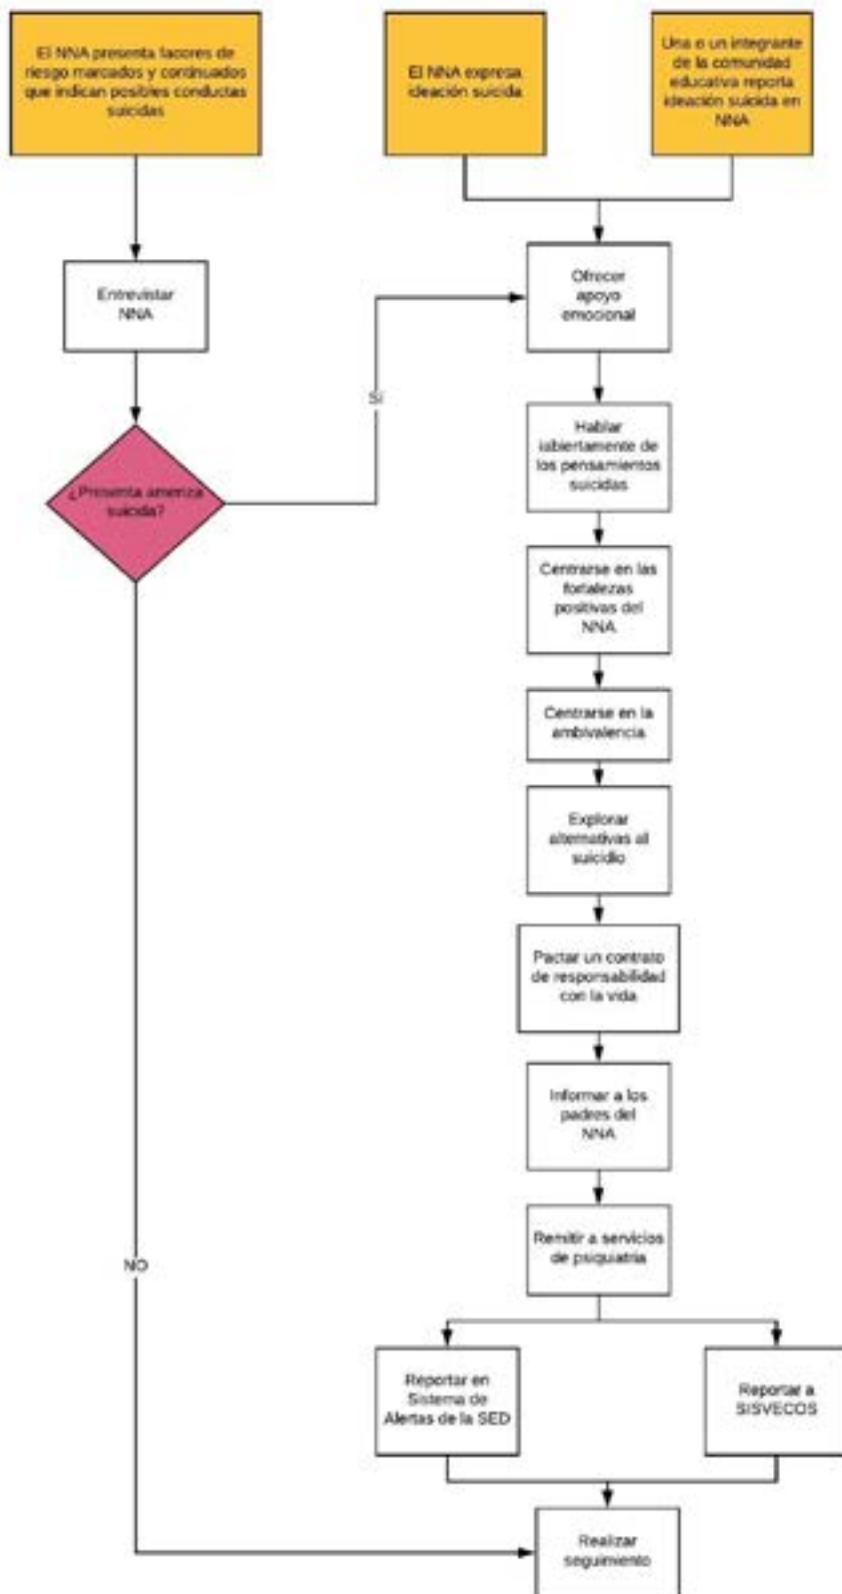 El NNA presenta facores de
riesgo marcados y continuados
que indican posibles conductas
suicidas
El NNA expresa
ideación suicida
Una o un integrante
de la comunidad
educativa reporta
ideación suicida en
NNA
Entrevistar
NNA
Ofrecer
apoyo
emocional
Sí
¿Presenta amenza
suicida?
Hablar
iabiertamente de
los pensamientos
suicidas
Centrarse en las
fortalezas
positivas del
NNA
Centrarse en la
ambivalencia
Explorar
alternativas al
suicidio
Pactar un contrato
de responsabilidad
con la vida
Informar a los
padres del
NNA
Remitir a servicios
de psiquiatria
NO
Reportar en
Sistema de
Alertas de la SED
Reportar a
SISVECOS
Realizar
seguimiento